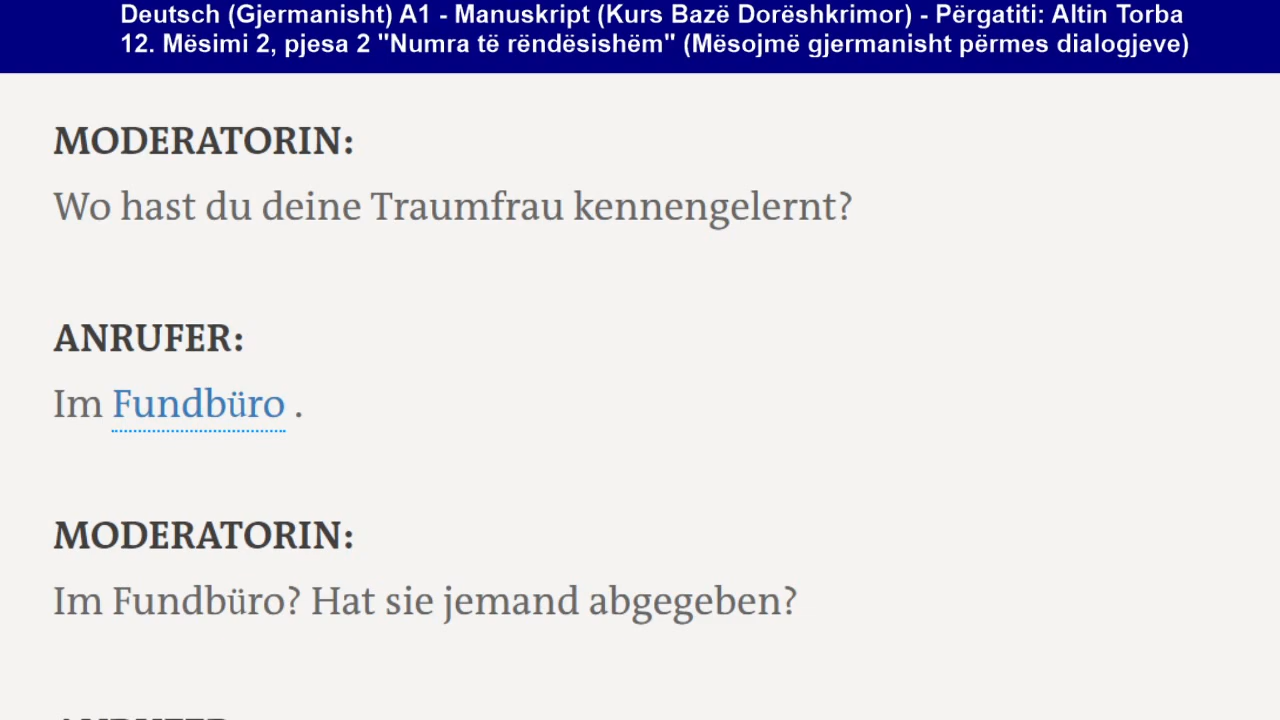 Deutsch (Gjermanisht) A1 - Manuskript (Kurs Bazë Dorëshkrimor) - Përgatiti: Altin Torba
12. Mësimi 2, pjesa 2 "Numra të rëndësishëm" (Mësojmë gjermanisht përmes dialogjeve)
MODERATORIN:
Wo hast du deine Traumfrau kennengelernt?
ANRUFER:
Im Fundbüro .
MODERATORIN:
Im Fundbüro? Hat sie jemand abgegeben?